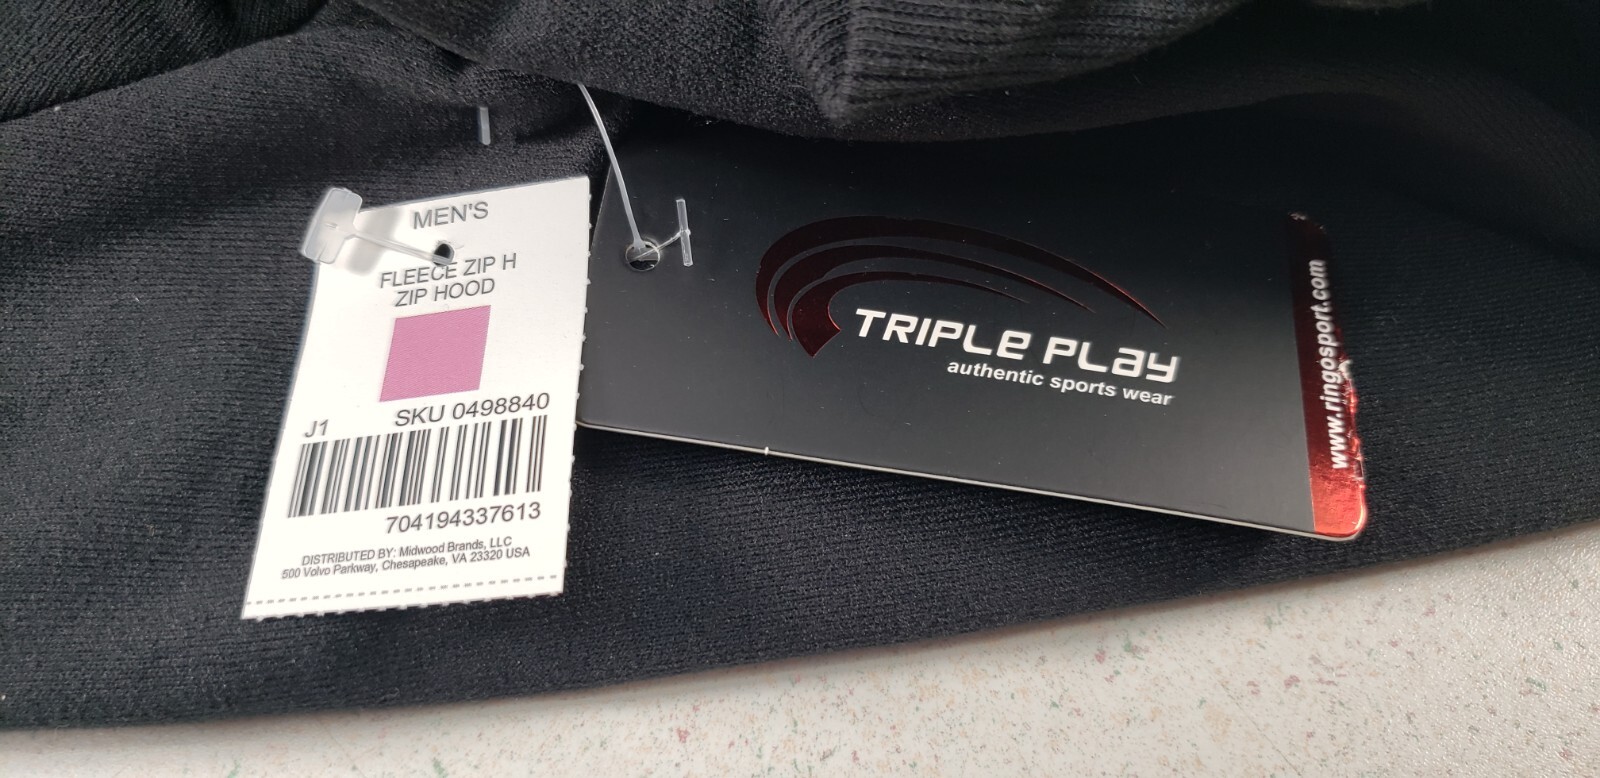 MEN'S
FLEECE ZIP H
ZIP HOOD
SKU 0498840
J1
704194337613
DISTRIBUTED BY: Midwood Brands, LLC
500 Volvo Parkway, Chesapeake, VA 23320 USA
TRIPLE PLAY
authentic sports wear
www.ringosport.com